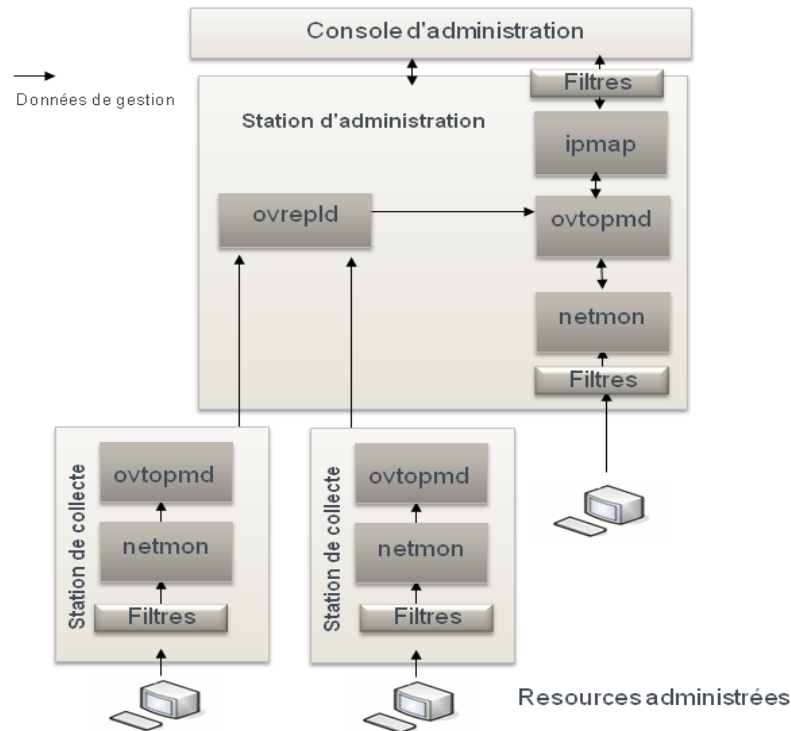 Console d'administration
Données de gestion
Filtres
Station d'administration
ipmap
ovrepld
ovtopmd
netmon
Filtres
Station de collecte
ovtopmd
netmon
Filtres
Station de collecte
ovtopmd
netmon
Filtres
Resources administrées